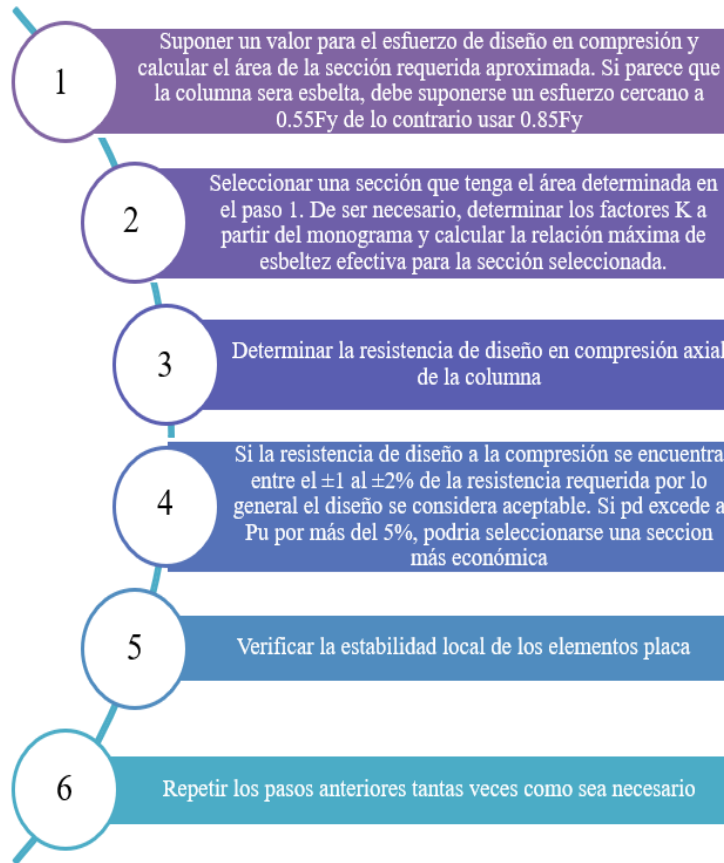 1
Suponer un valor para el esfuerzo de diseño en compresión y
calcular el área de la sección requerida aproximada. Si parece que
la columna sera esbelta, debe suponerse un esfuerzo cercano a
0.55Fy de lo contrario usar 0.85Fy
2
Seleccionar una sección que tenga el área determinada en
el paso 1. De ser necesario, determinar los factores K a
partir del monograma y calcular la relación máxima de
esbeltez efectiva para la sección seleccionada.
3
Determinar la resistencia de diseño en compresión axial
de la columna
4
Si la resistencia de diseño a la compresión se encuentra
entre el ±1 al ±2% de la resistencia requerida por lo
general el diseño se considera aceptable. Si pd excede a
Pu por más del 5%, podria seleccionarse una seccion
más económica
5
Verificar la estabilidad local de los elementos placa
6
Repetir los pasos anteriores tantas veces como sea necesario